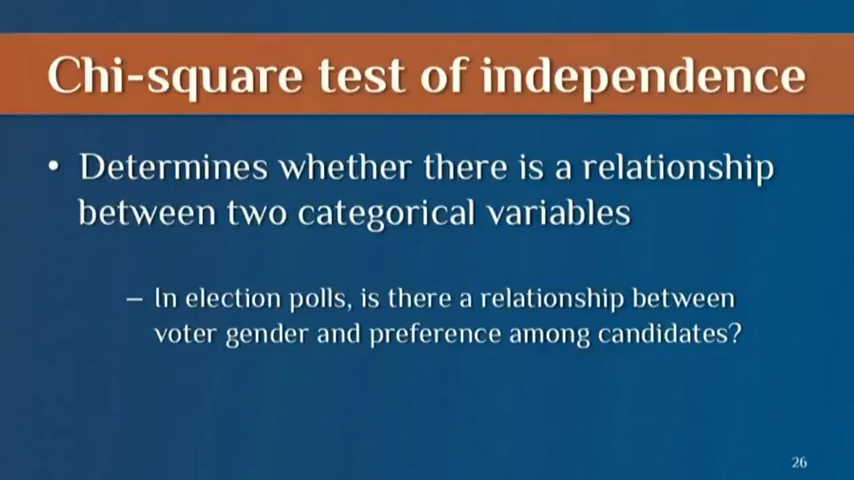 Chi-square test of independence
• Determines whether there is a relationship
between two categorical variables
– In election polls, is there a relationship between
voter gender and preference among candidates?
26